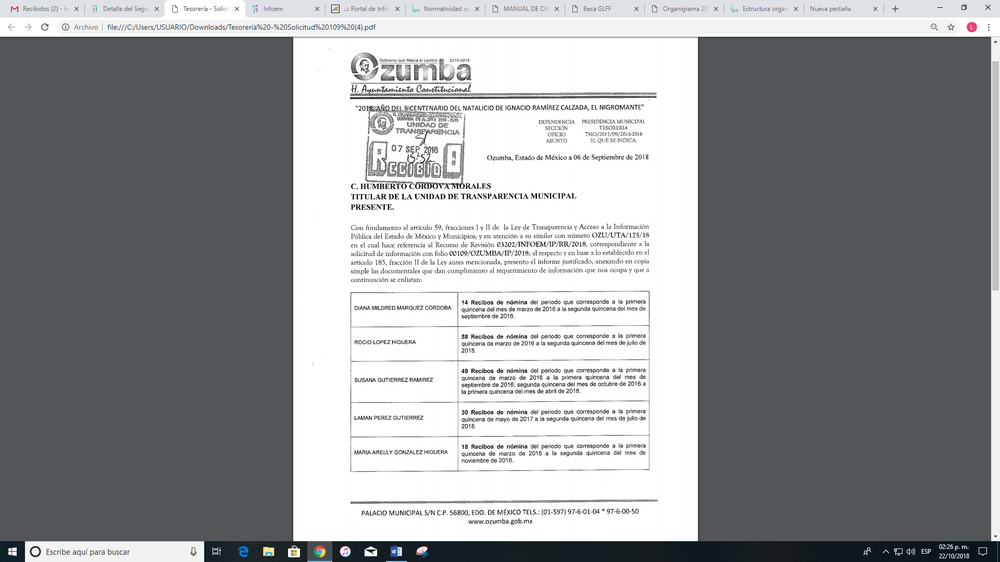 Recibidos (2) - lu
Detalle del Segui
Tesorería - Solicit
Infoem
..:: Portal de Infor
Normatividad ap
MANUAL DE OR
Beca GLFF
Organigrama 201
Estructura orgán
Nueva pestaña
Archivo
file:///C:/Users/USUARIO/Downloads/Tesorería%20-%20Solicitud%20109%20(4).pdf
L
Gobierno que Marca el cambio 2016-2018
Ozumba
H. Ayuntamiento Constitucional
"2018, AÑO DEL BICENTENARIO DEL NATALICIO DE IGNACIO RAMÍREZ CALZADA, EL NIGROMANTE"
H. AYUNTAMIENTO CONSTITUCIONAL
OZUMBA DE ALZATE 2016 - 2018
UNIDAD DE
TRANSPARENCIA
07 SEP 2018
15:52
RECIBIDO
DEPENDENCIA PRESIDENCIA MUNICIPAL
SECCIÓN TESORERIA
OFICIO TMO/2017/09/2016-2018
ASUNTO EL QUE SE INDICA.
Ozumba, Estado de México a 06 de Septiembre de 2018
C. HUMBERTO CORDOVA MORALES
TITULAR DE LA UNIDAD DE TRANSPARENCIA MUNICIPAL
PRESENTE.
Con fundamento al artículo 59, fracciones I y II de la Ley de Transparencia y Acceso a la Información
Pública del Estado de México y Municipios; y en atención a su similar con número OZU/UTA/175/18
en el cual hace referencia al Recurso de Revisión 03202/INFOEM/IP/RR/2018, correspondiente a la
solicitud de información con folio 00109/OZUMBA/IP/2018; al respecto y en base a lo establecido en el
artículo 185, fracción II de la Ley antes mencionada, presento el informe justificado, anexando en copia
simple las documentales que dan cumplimiento al requerimiento de información que nos ocupa y que a
continuación se enlistan:
DIANA MILDRED MARQUEZ CORDOBA
14 Recibos de nómina del periodo que corresponde a la primera
quincena del mes de marzo de 2016 a la segunda quincena del mes de
septiembre de 2016.
ROCIO LOPEZ HIGUERA
58 Recibos de nómina del periodo que corresponde a la primera
quincena de marzo de 2016 a la segunda quincena del mes de julio de
2018.
SUSANA GUTIERREZ RAMIREZ
49 Recibos de nómina del periodo que corresponde a la primera
quincena de marzo de 2016 a la primera quincena del mes de
septiembre de 2016; segunda quincena del mes de octubre de 2016 a
la primera quincena del mes de abril de 2018.
LAMAN PEREZ GUTIERREZ
30 Recibos de nómina del periodo que corresponde a la primera
quincena de mayo de 2017 a la segunda quincena del mes de julio de
2018.
MARIA ARELLY GONZALEZ HIGUERA
18 Recibos de nómina del periodo que corresponde a la primera
quincena de marzo de 2016 a la segunda quincena del mes de
noviembre de 2016.
PALACIO MUNICIPAL S/N C.P. 56800, EDO. DE MÉXICO TELS.: (01-597) 97-6-01-04 * 97-6-00-50
www.ozumba.gob.mx
Escribe aquí para buscar
ESP
02:26 p. m.
22/10/2018